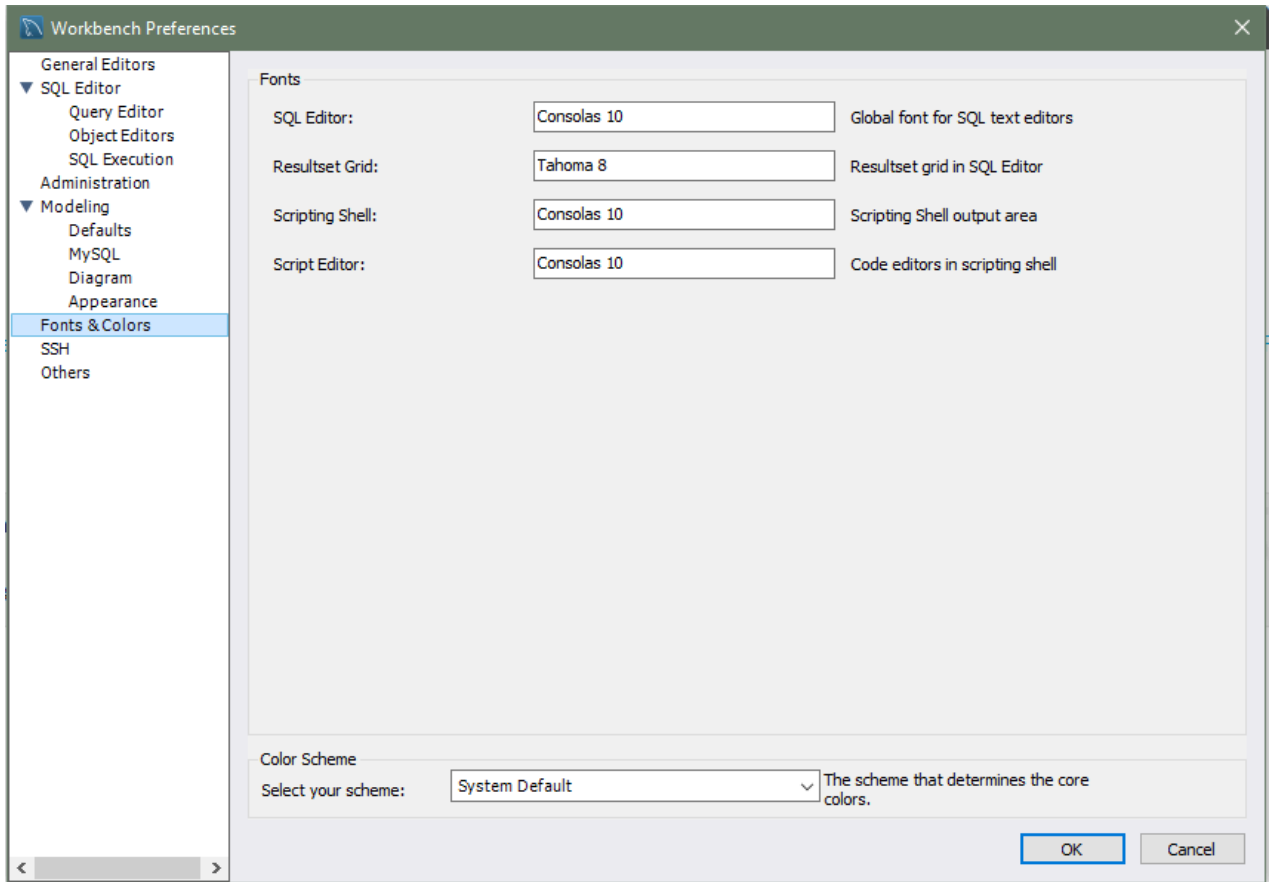 Workbench Preferences
General Editors
SQL Editor
Query Editor
Object Editors
SQL Execution
Administration
Modeling
Defaults
MySQL
Diagram
Appearance
Fonts & Colors
SSH
Others
Fonts
SQL Editor: Consolas 10 Global font for SQL text editors
Resultset Grid: Tahoma 8 Resultset grid in SQL Editor
Scripting Shell: Consolas 10 Scripting Shell output area
Script Editor: Consolas 10 Code editors in scripting shell
Color Scheme
Select your scheme: System Default The scheme that determines the core
colors.
OK Cancel